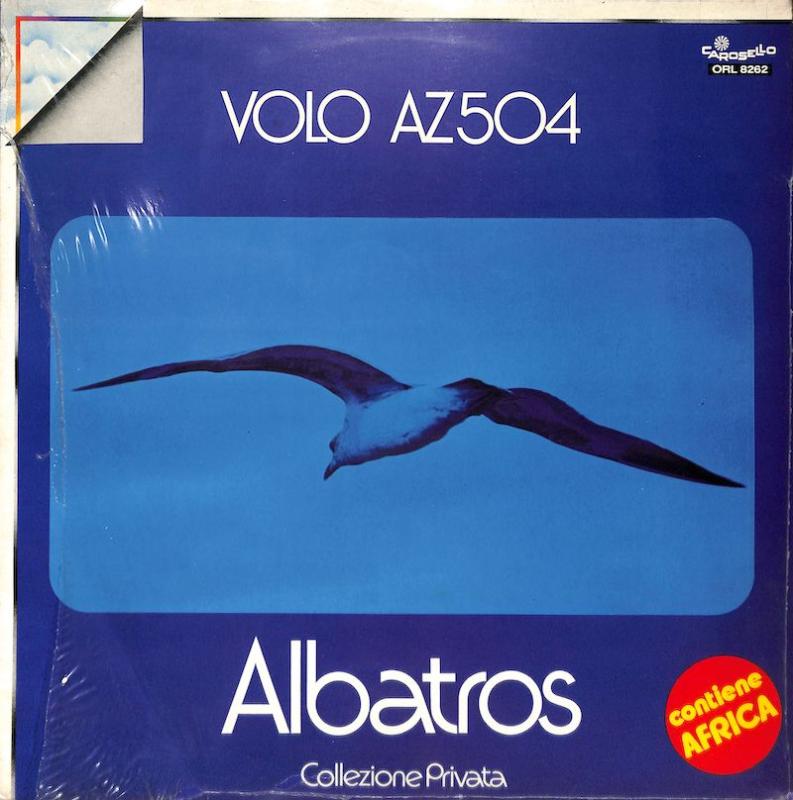 CAROSELLO
ORL 8262
VOLO AZ504
Albatros
contiene
AFRICA
Collezione Privata